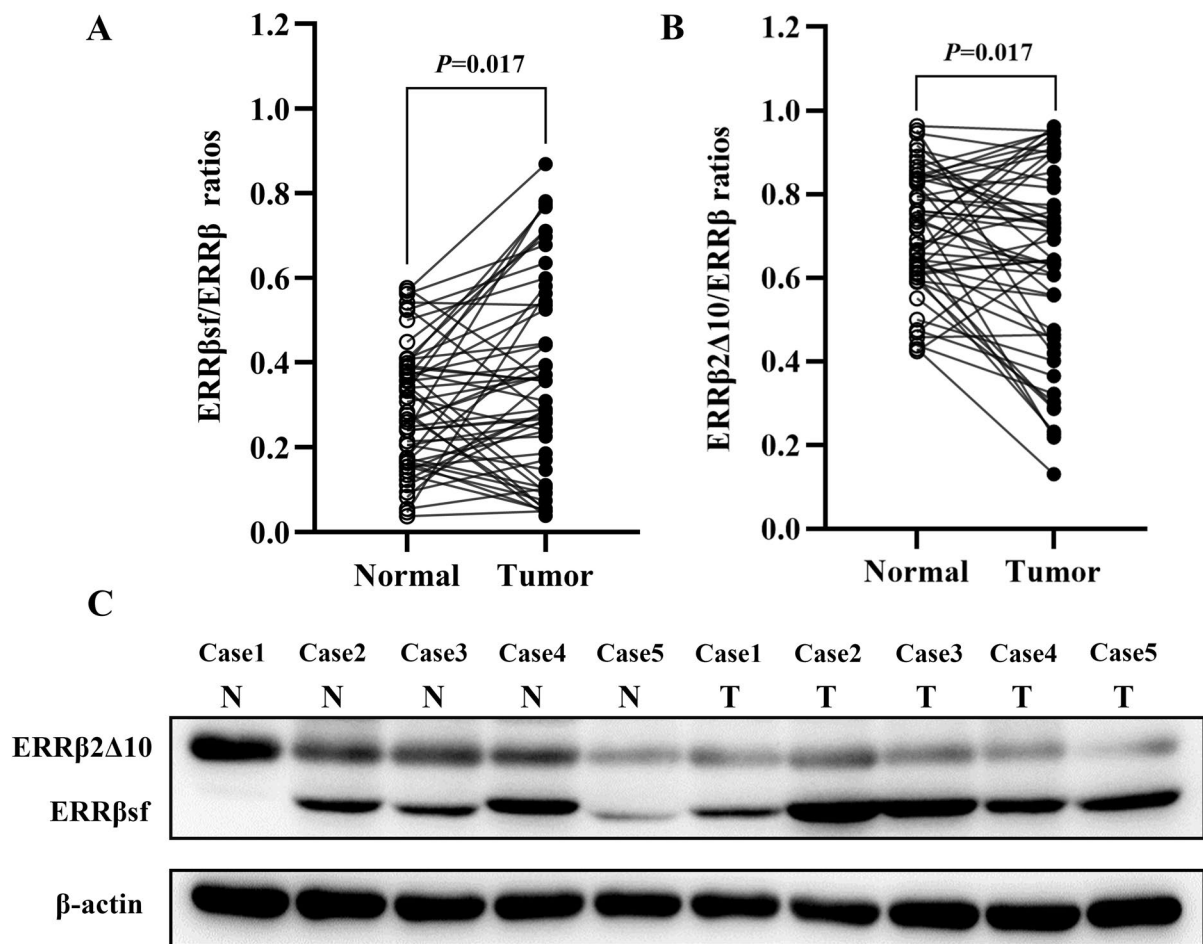 A
ERRβsf/ERRβ ratios
1.2
1.0
0.8
0.6
0.4
0.2
0.0
P=0.017
Normal Tumor
B
ERRβ2Δ10/ERRβ ratios
1.2
1.0
0.8
0.6
0.4
0.2
0.0
P=0.017
Normal Tumor
C
Case1 Case2 Case3 Case4 Case5 Case1 Case2 Case3 Case4 Case5
N N N N N T T T T T
ERRβ2Δ10
ERRβsf
β-actin